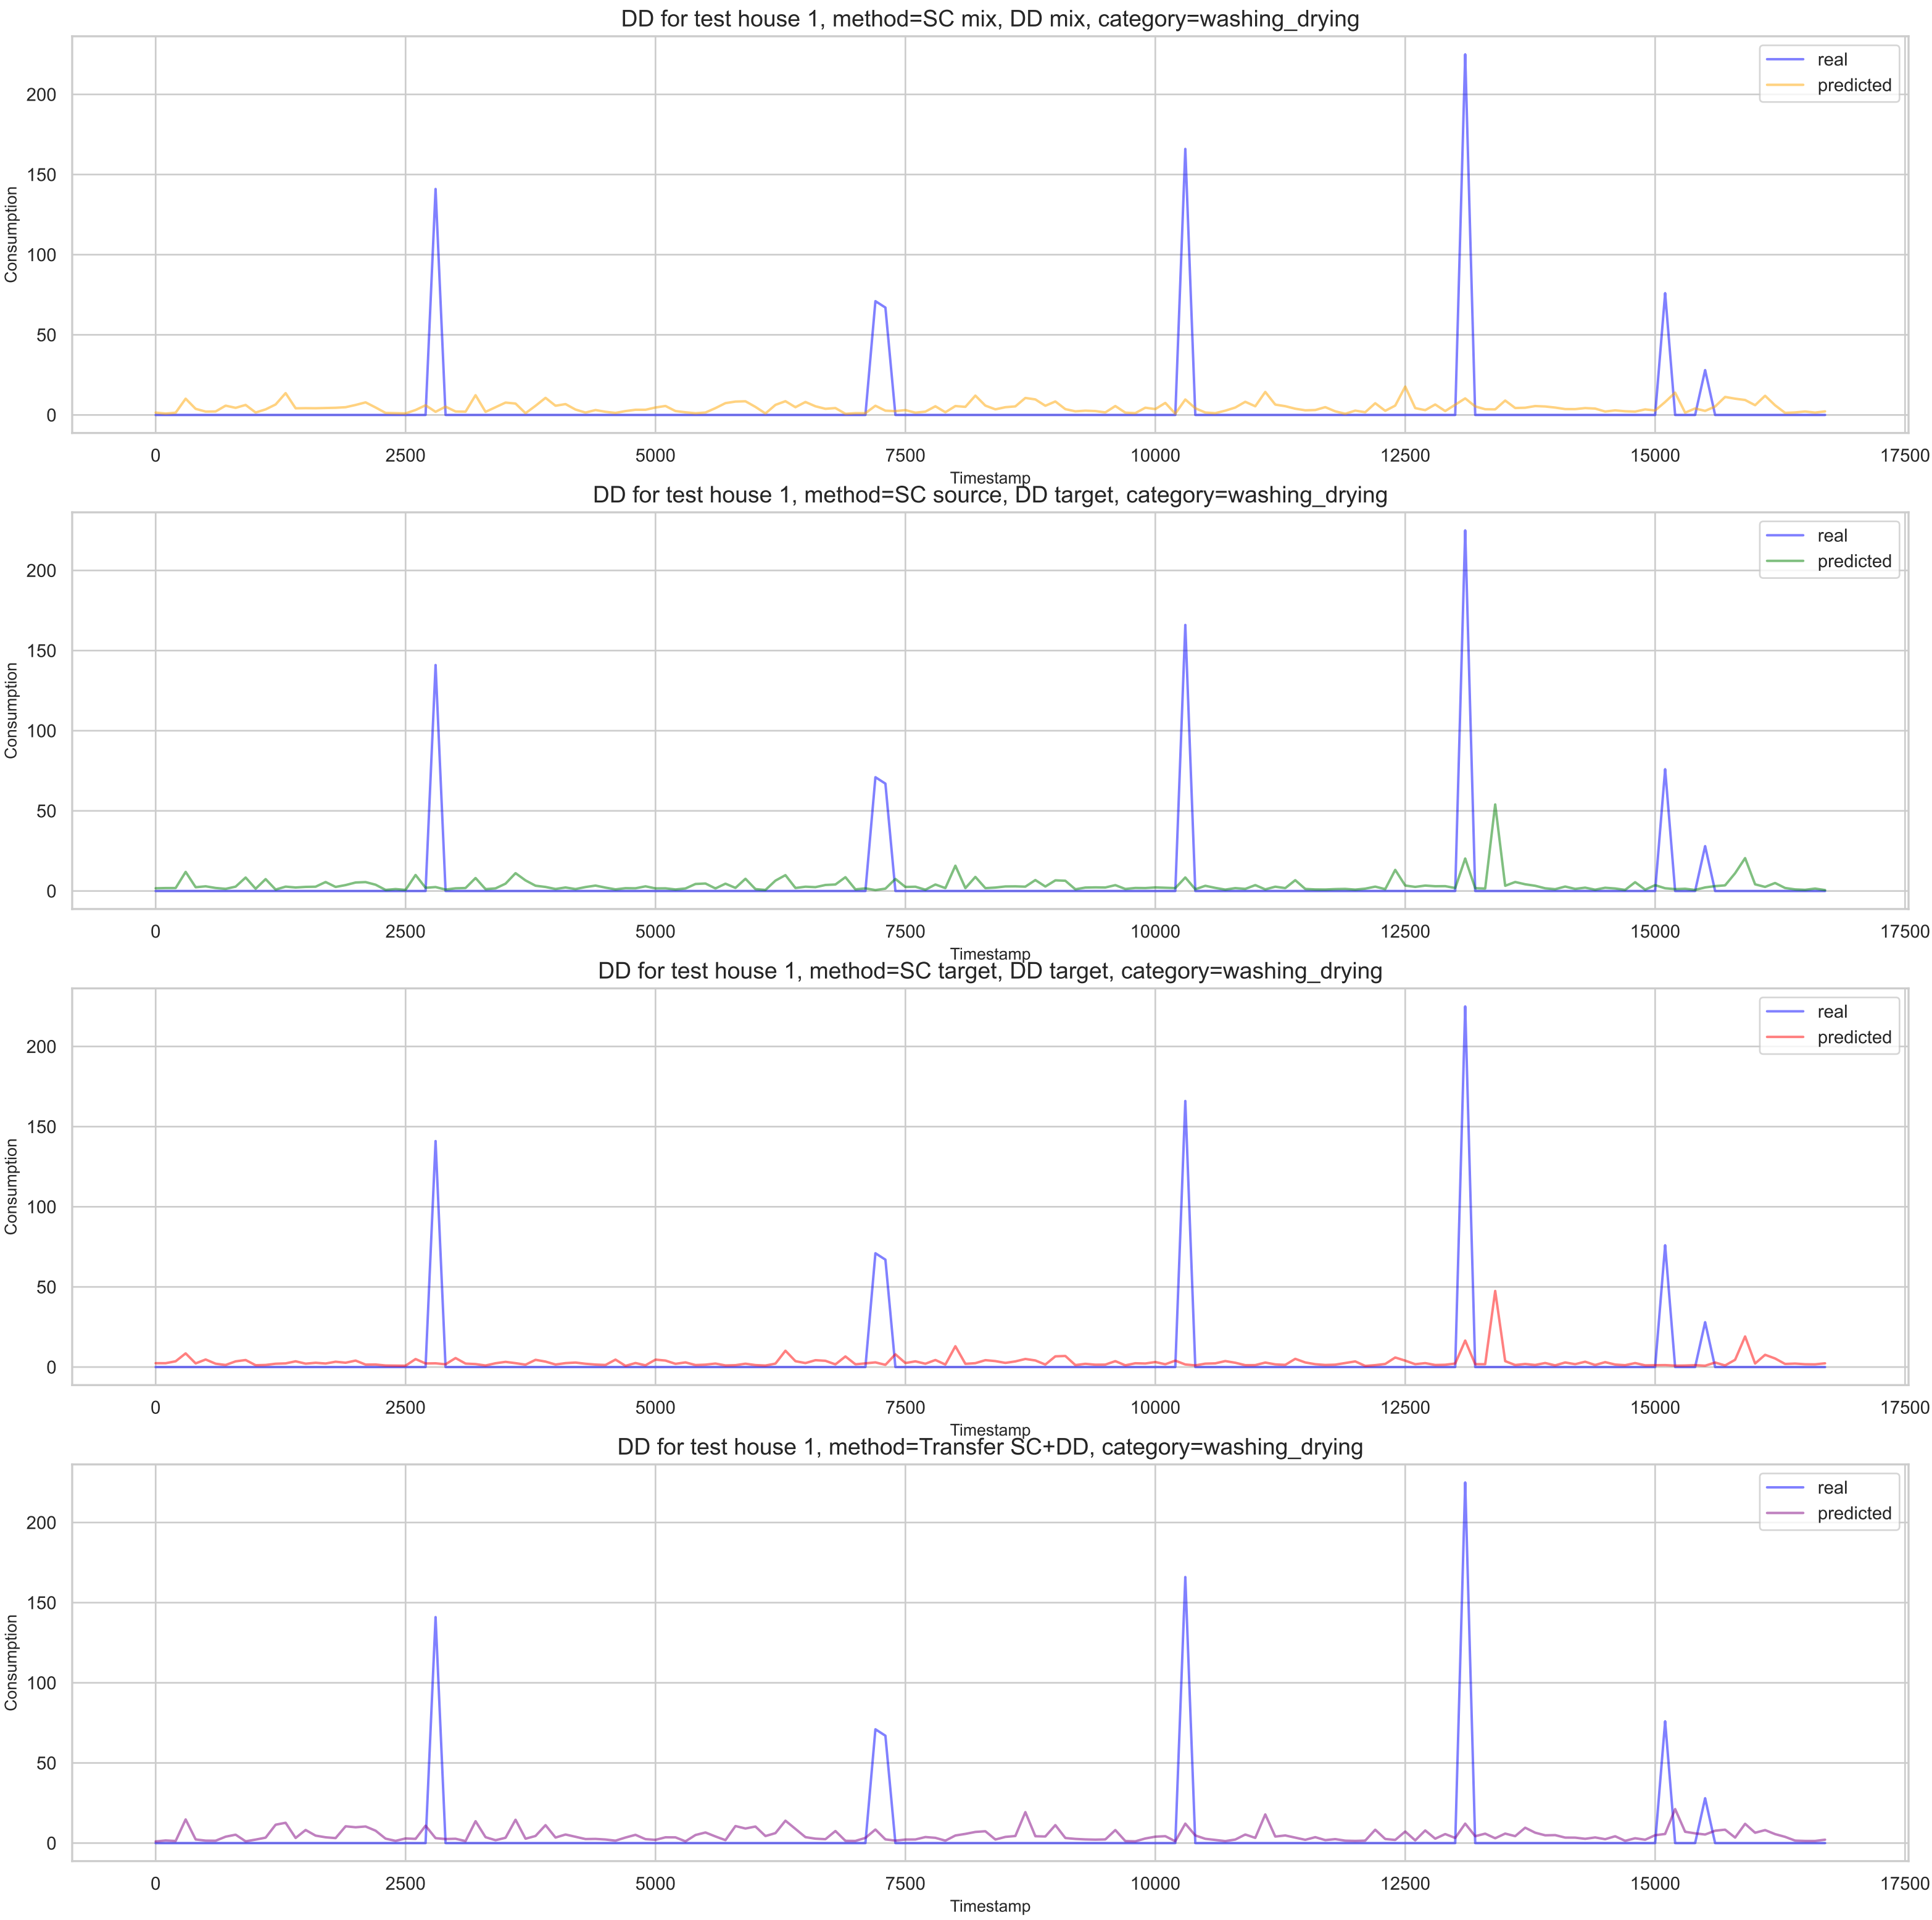 DD for test house 1, method=SC mix, DD mix, category=washing_drying
real
predicted
200
150
100
50
0
Consumption
0 2500 5000 7500 10000 12500 15000 17500
Timestamp
DD for test house 1, method=SC source, DD target, category=washing_drying
real
predicted
200
150
100
50
0
Consumption
0 2500 5000 7500 10000 12500 15000 17500
Timestamp
DD for test house 1, method=SC target, DD target, category=washing_drying
real
predicted
200
150
100
50
0
Consumption
0 2500 5000 7500 10000 12500 15000 17500
Timestamp
DD for test house 1, method=Transfer SC+DD, category=washing_drying
real
predicted
200
150
100
50
0
Consumption
0 2500 5000 7500 10000 12500 15000 17500
Timestamp